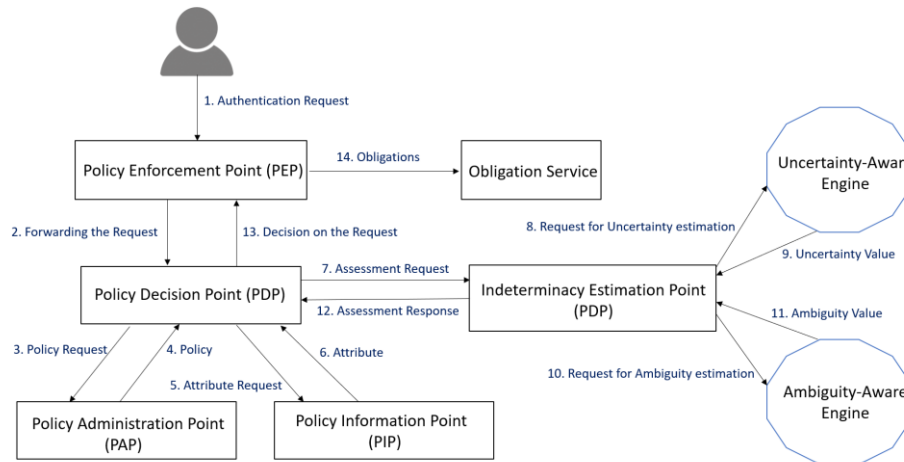 1. Authentication Request
Policy Enforcement Point (PEP)
14. Obligations
Obligation Service
Uncertainty-Aware
Engine
2. Forwarding the Request
13. Decision on the Request
8. Request for Uncertainty estimation
9. Uncertainty Value
7. Assessment Request
Policy Decision Point (PDP)
12. Assessment Response
Indeterminacy Estimation Point
(PDP)
11. Ambiguity Value
3. Policy Request
4. Policy
6. Attribute
5. Attribute Request
10. Request for Ambiguity estimation
Policy Administration Point
(PAP)
Policy Information Point
(PIP)
Ambiguity-Aware
Engine